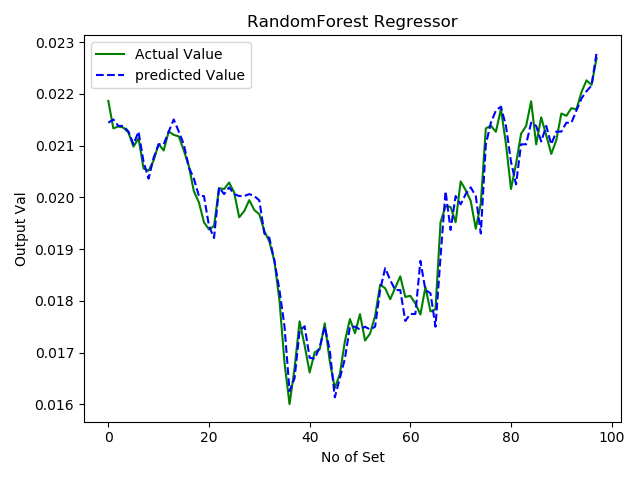 RandomForest Regressor
Actual Value
predicted Value
0.023
0.022
0.021
0.020
0.019
0.018
0.017
0.016
Output Val
0 20 40 60 80 100
No of Set